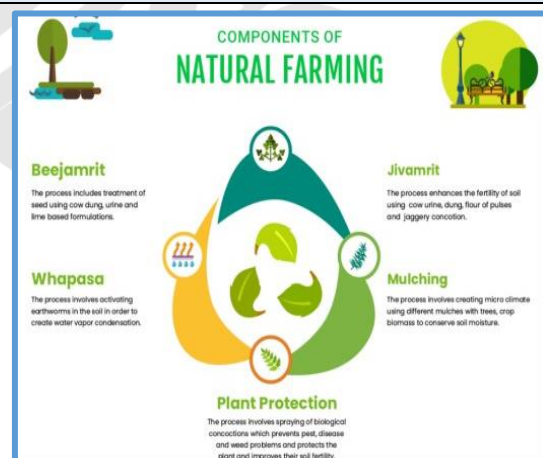 COMPONENTS OF
NATURAL FARMING
Beejamrit
The process includes treatment of
seed using cow dung, urine and
lime based formulations.
Jivamrit
The process enhances the fertility of soil
using cow urine, dung, flour of pulses
and jaggery concotion.
Whapasa
The process involves activating
earthworms in the soil in order to
create water vapor condensation.
Mulching
The process involves creating micro climate
using different mulches with trees, crop
biomass to conserve soil moisture.
Plant Protection
The process involves spraying of biological
concoctions which prevents pest, disease
and weed problems and protects the
plant and improves their soil fertility.